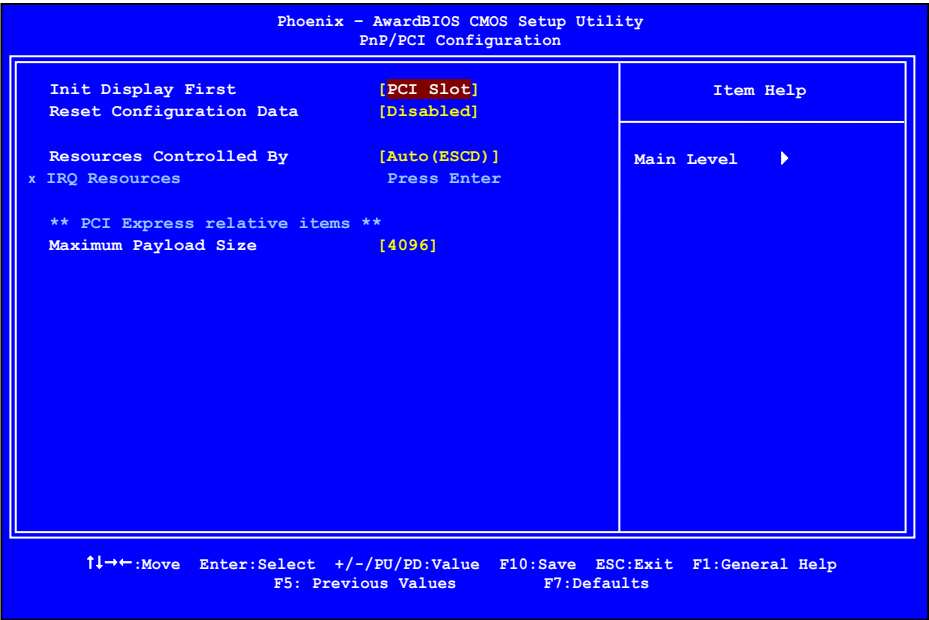 Phoenix – AwardBIOS CMOS Setup Utility
PnP/PCI Configuration
Init Display First [PCI Slot]
Reset Configuration Data [Disabled]
Resources Controlled By [Auto(ESCD)]
x IRQ Resources Press Enter
** PCI Express relative items **
Maximum Payload Size [4096]
Item Help
Main Level ▶
↑↓→←:Move Enter:Select +/-/PU/PD:Value F10:Save ESC:Exit F1:General Help
F5: Previous Values F7:Defaults